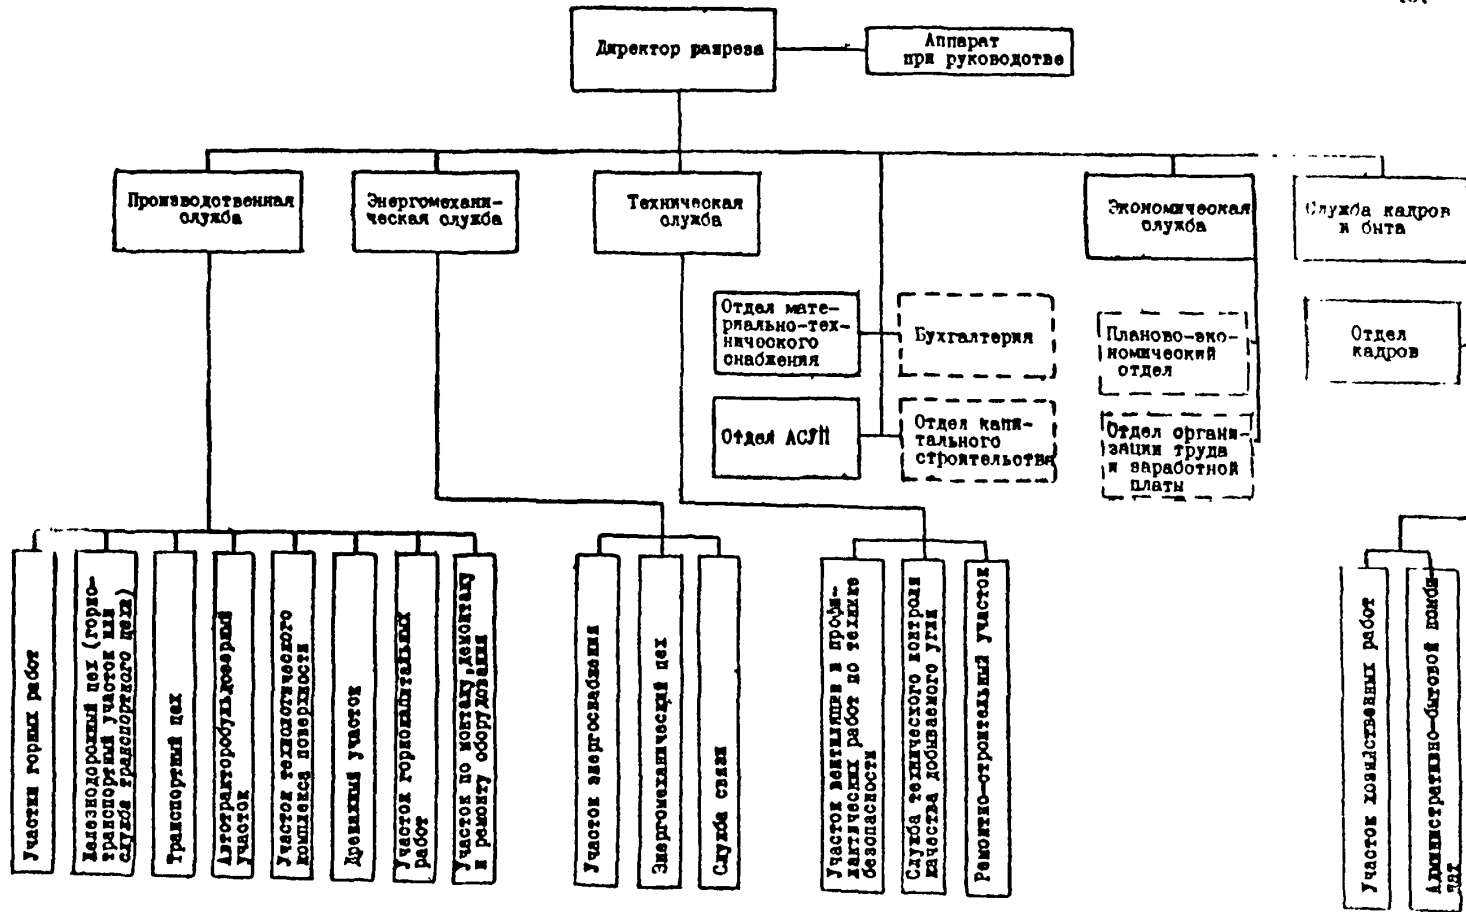 Директор разреза
Аппарат
при руководстве
Производственная
служба
Энергомехани-
ческая служба
Техническая
служба
Экономическая
служба
Служба кадров
и быта
Отдел мате-
риально-тех-
нического
снабжения
Бухгалтерия
Планово-эко-
номический
отдел
Отдел
кадров
Отдел АСУП
Отдел капи-
тального
строительства
Отдел органи-
зации труда
и заработной
платы
Участки горных работ
Железнодорожный цех (горно-
транспортный участок или
служба транспортного цеха)
Транспортный цех
Автотракторобульдозерный
участок
Участок технологического
комплекса поверхности
Дренажный участок
Участок горнокапитальных
работ
Участок по монтажу, демонтажу
и ремонту оборудования
Участок энергоснабжения
Энергомеханический цех
Служба связи
Участок вентиляции и профи-
лактических работ по технике
безопасности
Служба технического контроля
качества добываемого угля
Ремонтно-строительный участок
Участок хозяйственных работ
Административно-бытовой комби-
нат